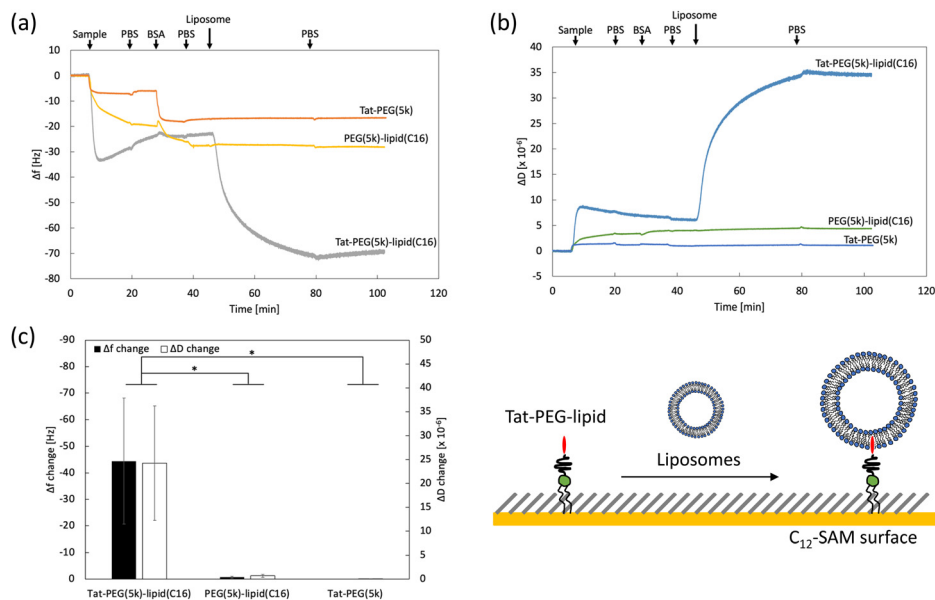 (a)
Liposome
Sample PBS BSA PBS PBS
10
0
-10
-20
-30
-40
-50
-60
-70
-80
Δf [Hz]
Tat-PEG(5k)
PEG(5k)-lipid(C16)
Tat-PEG(5k)-lipid(C16)
0 20 40 60 80 100 120
Time [min]
(b)
Liposome
Sample PBS BSA PBS PBS
40
35
30
25
20
15
10
5
0
-5
ΔD [x 10⁻⁶]
Tat-PEG(5k)-lipid(C16)
PEG(5k)-lipid(C16)
Tat-PEG(5k)
0 20 40 60 80 100 120
Time [min]
(c)
-90
-80
-70
-60
-50
-40
-30
-20
-10
0
Δf change [Hz]
Δf change ΔD change
*
*
50
45
40
35
30
25
20
15
10
5
0
ΔD change [x 10⁻⁶]
Tat-PEG(5k)-lipid(C16) PEG(5k)-lipid(C16) Tat-PEG(5k)
Tat-PEG-lipid
Liposomes
C₁₂-SAM surface